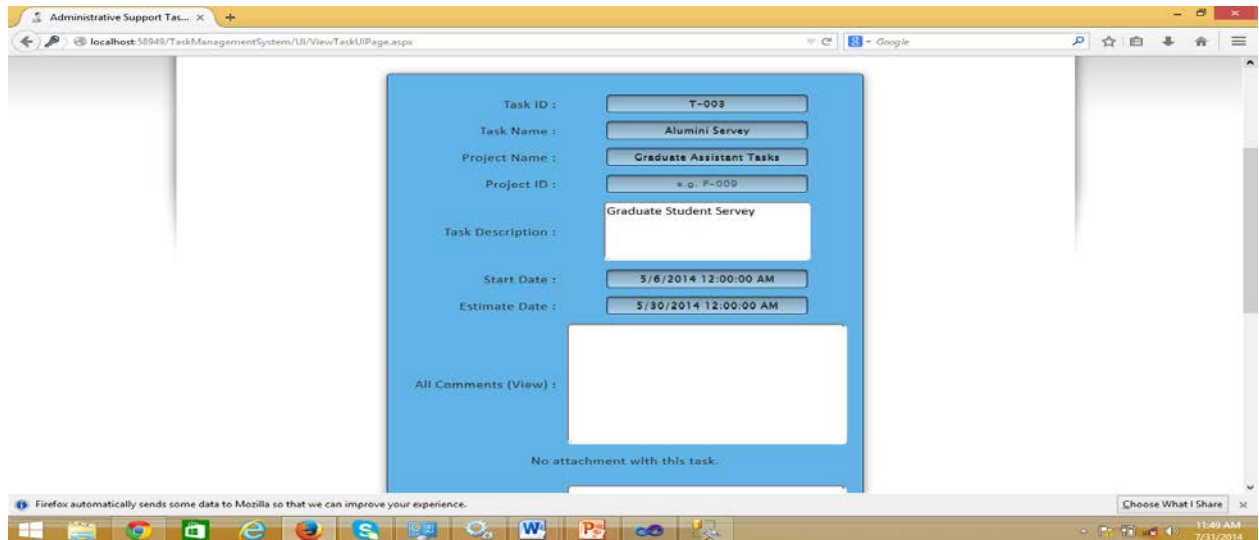 Administrative Support Tas... × +
localhost:58949/TaskManagementSystem/UI/ViewTaskUIPage.aspx Google
Task ID : T-003
Task Name : Alumini Servey
Project Name : Graduate Assistant Tasks
Project ID : e.g. P-009
Task Description : Graduate Student Servey
Start Date : 5/6/2014 12:00:00 AM
Estimate Date : 5/30/2014 12:00:00 AM
All Comments (View) :
No attachment with this task.
Firefox automatically sends some data to Mozilla so that we can improve your experience. Choose What I Share ×
11:49 AM
7/31/2014